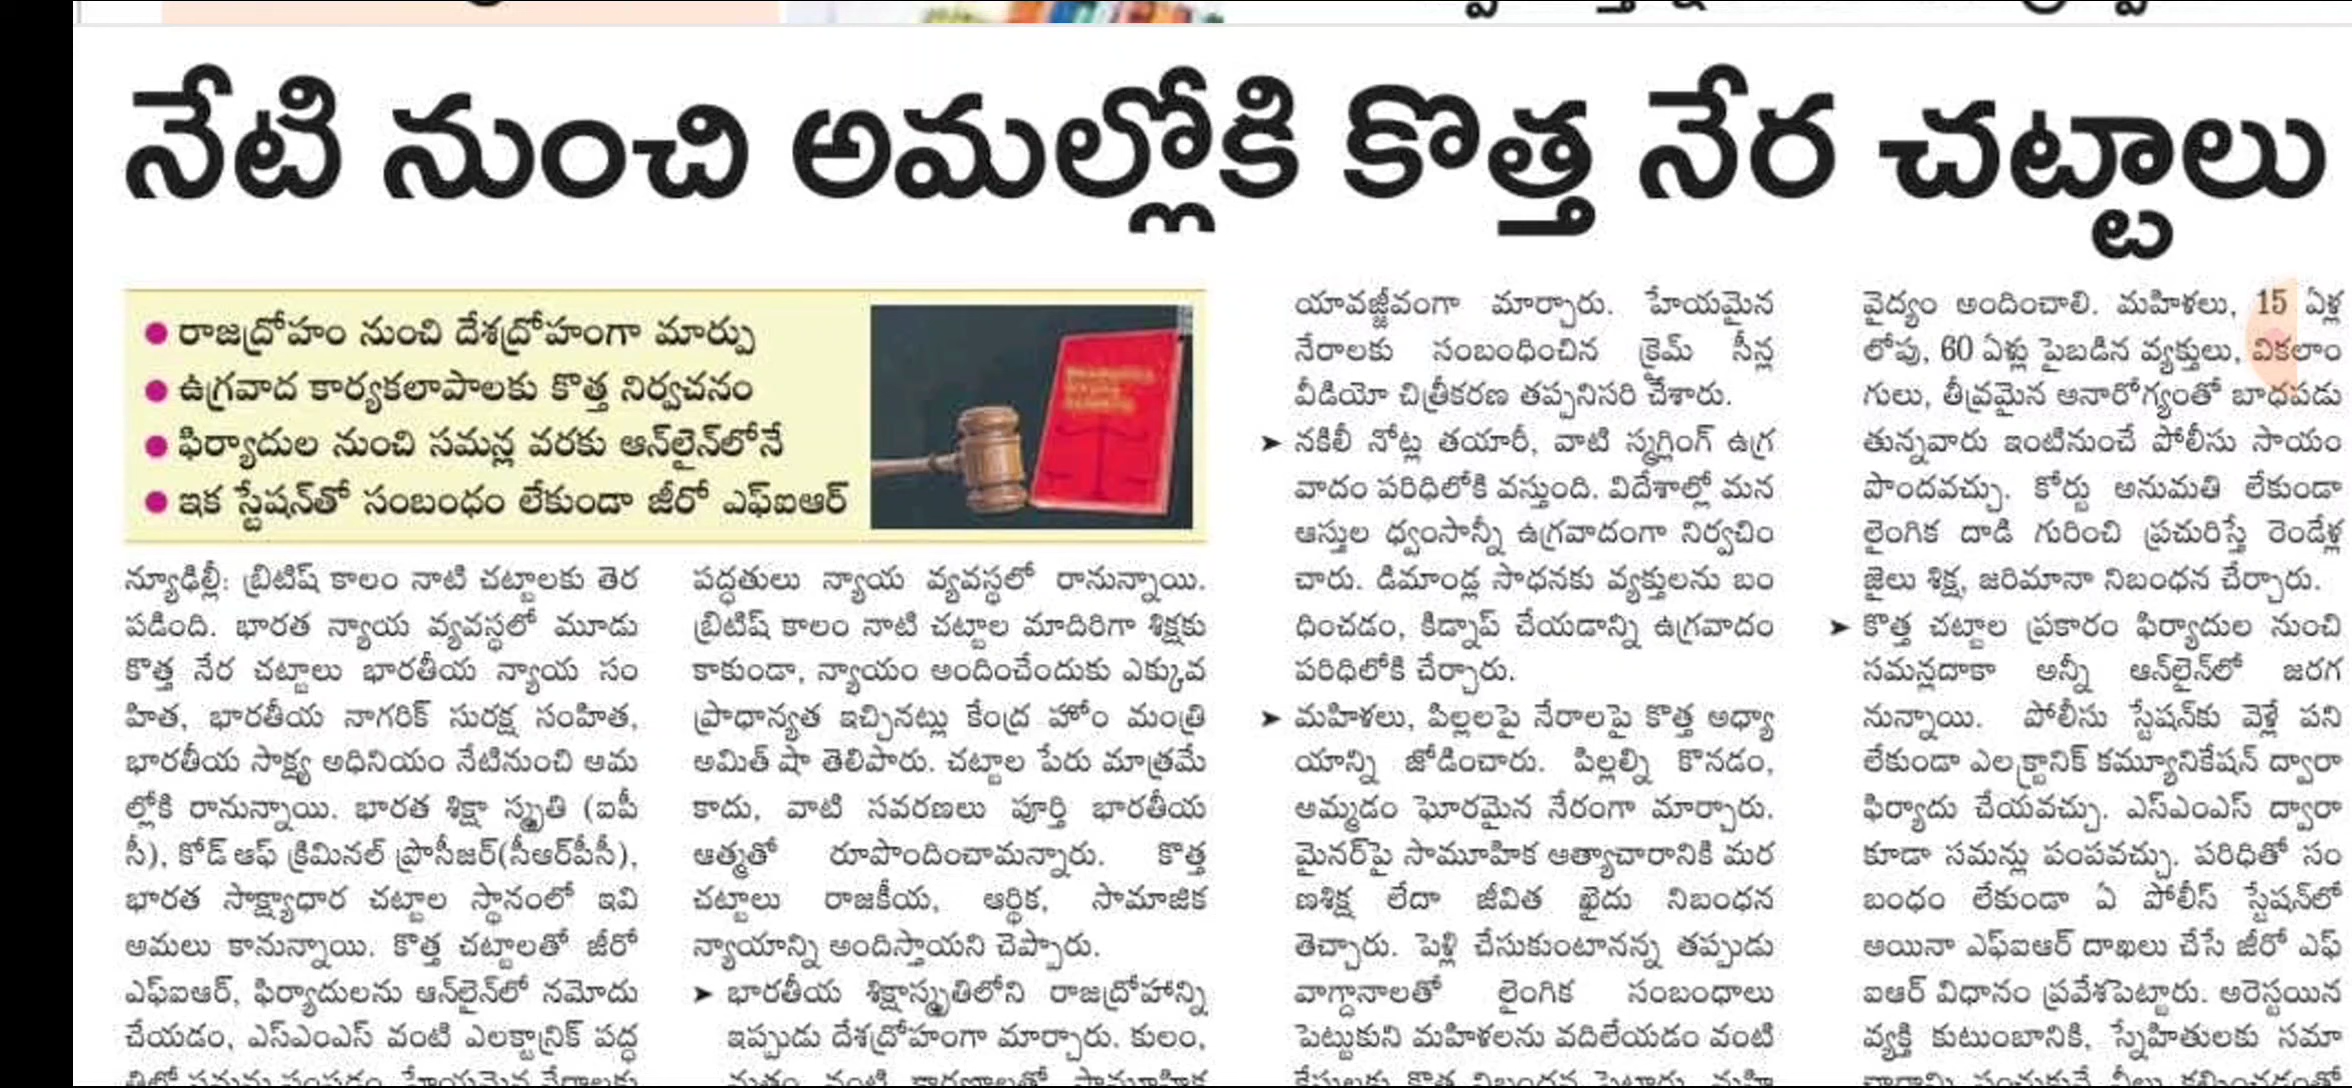 నేటి నుంచి అమల్లోకి కొత్త నేర చట్టాలు
● రాజద్రోహం నుంచి దేశద్రోహంగా మార్పు
● ఉగ్రవాద కార్యకలాపాలకు కొత్త నిర్వచనం
● ఫిర్యాదుల నుంచి సమన్ల వరకు ఆన్‌లైన్‌లోనే
● ఇక స్టేషన్‌తో సంబంధం లేకుండా జీరో ఎఫ్ఐఆర్
న్యూఢిల్లీ: బ్రిటిష్ కాలం నాటి చట్టాలకు తెర
పడింది. భారత న్యాయ వ్యవస్థలో మూడు
కొత్త నేర చట్టాలు భారతీయ న్యాయ సం
హిత, భారతీయ నాగరిక్ సురక్ష సంహిత,
భారతీయ సాక్ష్య అధినియం నేటినుంచి అమ
ల్లోకి రానున్నాయి. భారత శిక్షా స్మృతి (ఐపీ
సీ), కోడ్ ఆఫ్ క్రిమినల్ ప్రొసీజర్(సీఆర్‌పీసీ),
భారత సాక్ష్యాధార చట్టాల స్థానంలో ఇవి
అమలు కానున్నాయి. కొత్త చట్టాలతో జీరో
ఎఫ్ఐఆర్, ఫిర్యాదులను ఆన్‌లైన్‌లో నమోదు
చేయడం, ఎస్ఎంఎస్ వంటి ఎలక్ట్రానిక్ పద్ధ
పద్ధతులు న్యాయ వ్యవస్థలో రానున్నాయి.
బ్రిటిష్ కాలం నాటి చట్టాల మాదిరిగా శిక్షకు
కాకుండా, న్యాయం అందించేందుకు ఎక్కువ
ప్రాధాన్యత ఇచ్చినట్లు కేంద్ర హోం మంత్రి
అమిత్ షా తెలిపారు. చట్టాల పేరు మాత్రమే
కాదు, వాటి సవరణలు పూర్తి భారతీయ
ఆత్మతో రూపొందించామన్నారు. కొత్త
చట్టాలు రాజకీయ, ఆర్థిక, సామాజిక
న్యాయాన్ని అందిస్తాయని చెప్పారు.
➤ భారతీయ శిక్షాస్మృతిలోని రాజద్రోహాన్ని
ఇప్పుడు దేశద్రోహంగా మార్చారు. కులం,
మతం వంటి కారణాలతో సామూహిక
యావజ్జీవంగా మార్చారు. హేయమైన
నేరాలకు సంబంధించిన క్రైమ్ సీన్ల
వీడియో చిత్రీకరణ తప్పనిసరి చేశారు.
➤ నకిలీ నోట్ల తయారీ, వాటి స్మగ్లింగ్ ఉగ్ర
వాదం పరిధిలోకి వస్తుంది. విదేశాల్లో మన
ఆస్తుల ధ్వంసాన్నీ ఉగ్రవాదంగా నిర్వచిం
చారు. డిమాండ్ల సాధనకు వ్యక్తులను బం
ధించడం, కిడ్నాప్ చేయడాన్ని ఉగ్రవాదం
పరిధిలోకి చేర్చారు.
➤ మహిళలు, పిల్లలపై నేరాలపై కొత్త అధ్యా
యాన్ని జోడించారు. పిల్లల్ని కొనడం,
అమ్మడం ఘోరమైన నేరంగా మార్చారు.
మైనర్‌పై సామూహిక అత్యాచారానికి మర
ణశిక్ష లేదా జీవిత ఖైదు నిబంధన
తెచ్చారు. పెళ్లి చేసుకుంటానన్న తప్పుడు
వాగ్దానాలతో లైంగిక సంబంధాలు
పెట్టుకుని మహిళలను వదిలేయడం వంటి
వైద్యం అందించాలి. మహిళలు, 15 ఏళ్ల
లోపు, 60 ఏళ్లు పైబడిన వ్యక్తులు, వికలాం
గులు, తీవ్రమైన అనారోగ్యంతో బాధపడు
తున్నవారు ఇంటినుంచే పోలీసు సాయం
పొందవచ్చు. కోర్టు అనుమతి లేకుండా
లైంగిక దాడి గురించి ప్రచురిస్తే రెండేళ్ల
జైలు శిక్ష, జరిమానా నిబంధన చేర్చారు.
➤ కొత్త చట్టాల ప్రకారం ఫిర్యాదుల నుంచి
సమన్లదాకా అన్నీ ఆన్‌లైన్‌లో జరగ
నున్నాయి. పోలీసు స్టేషన్‌కు వెళ్లే పని
లేకుండా ఎలక్ట్రానిక్ కమ్యూనికేషన్ ద్వారా
ఫిర్యాదు చేయవచ్చు. ఎస్ఎంఎస్ ద్వారా
కూడా సమన్లు పంపవచ్చు. పరిధితో సం
బంధం లేకుండా ఏ పోలీస్ స్టేషన్‌లో
అయినా ఎఫ్ఐఆర్ దాఖలు చేసే జీరో ఎఫ్
ఐఆర్ విధానం ప్రవేశపెట్టారు. అరెస్టయిన
వ్యక్తి కుటుంబానికి, స్నేహితులకు సమా